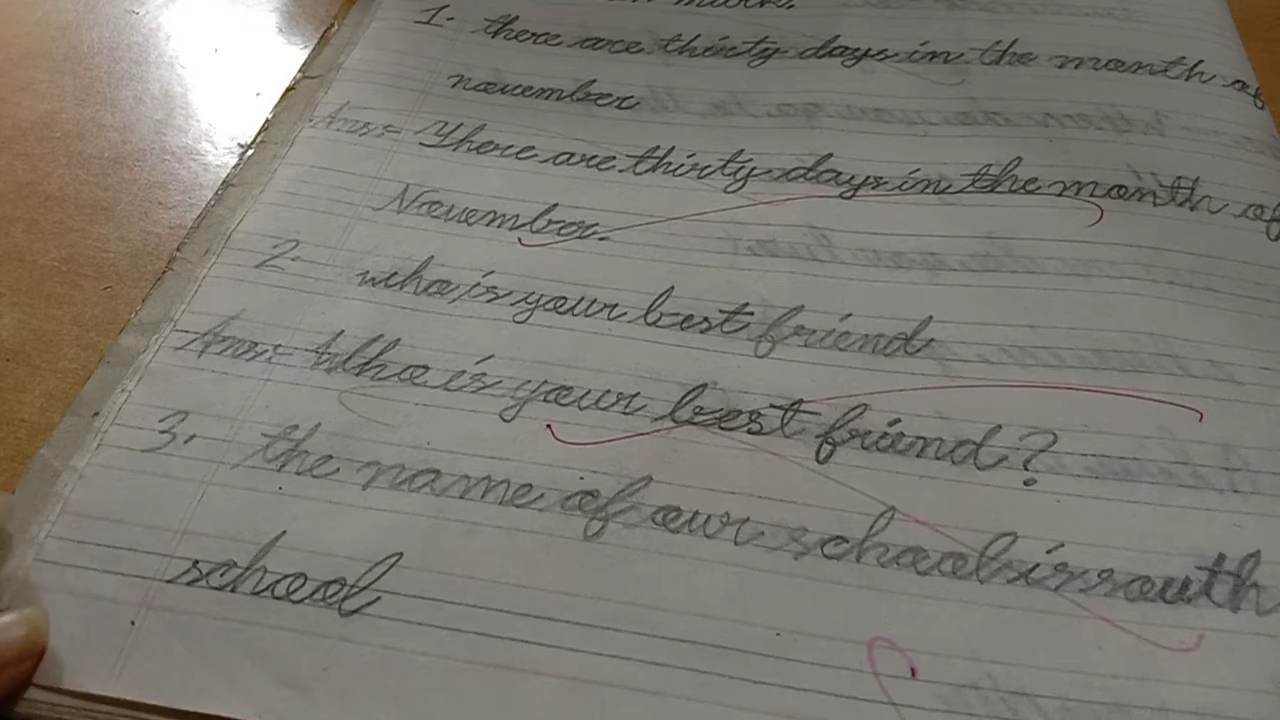 mark.
1. there are thirty days in the month of
november
Ans:- There are thirty days in the month of
November.
2. who is your best friend
Ans:- Who is your best friend?
3. the name of our school is south
school